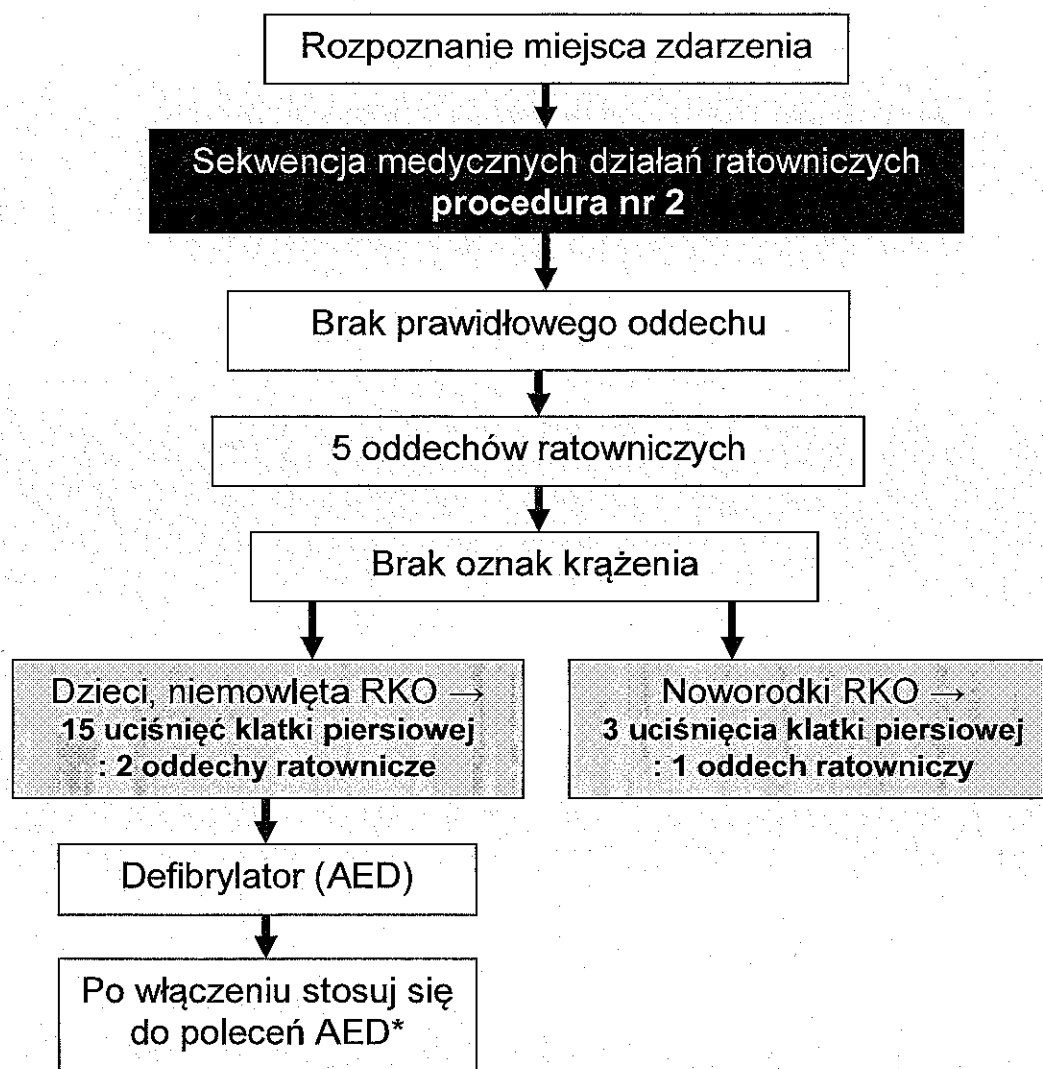 Rozpoznanie miejsca zdarzenia
Sekwencja medycznych działań ratowniczych
procedura nr 2
Brak prawidłowego oddechu
5 oddechów ratowniczych
Brak oznak krążenia
Dzieci, niemowlęta RKO →
15 uciśnięć klatki piersiowej
: 2 oddechy ratownicze
Noworodki RKO →
3 uciśnięcia klatki piersiowej
: 1 oddech ratowniczy
Defibrylator (AED)
Po włączeniu stosuj się
do poleceń AED*